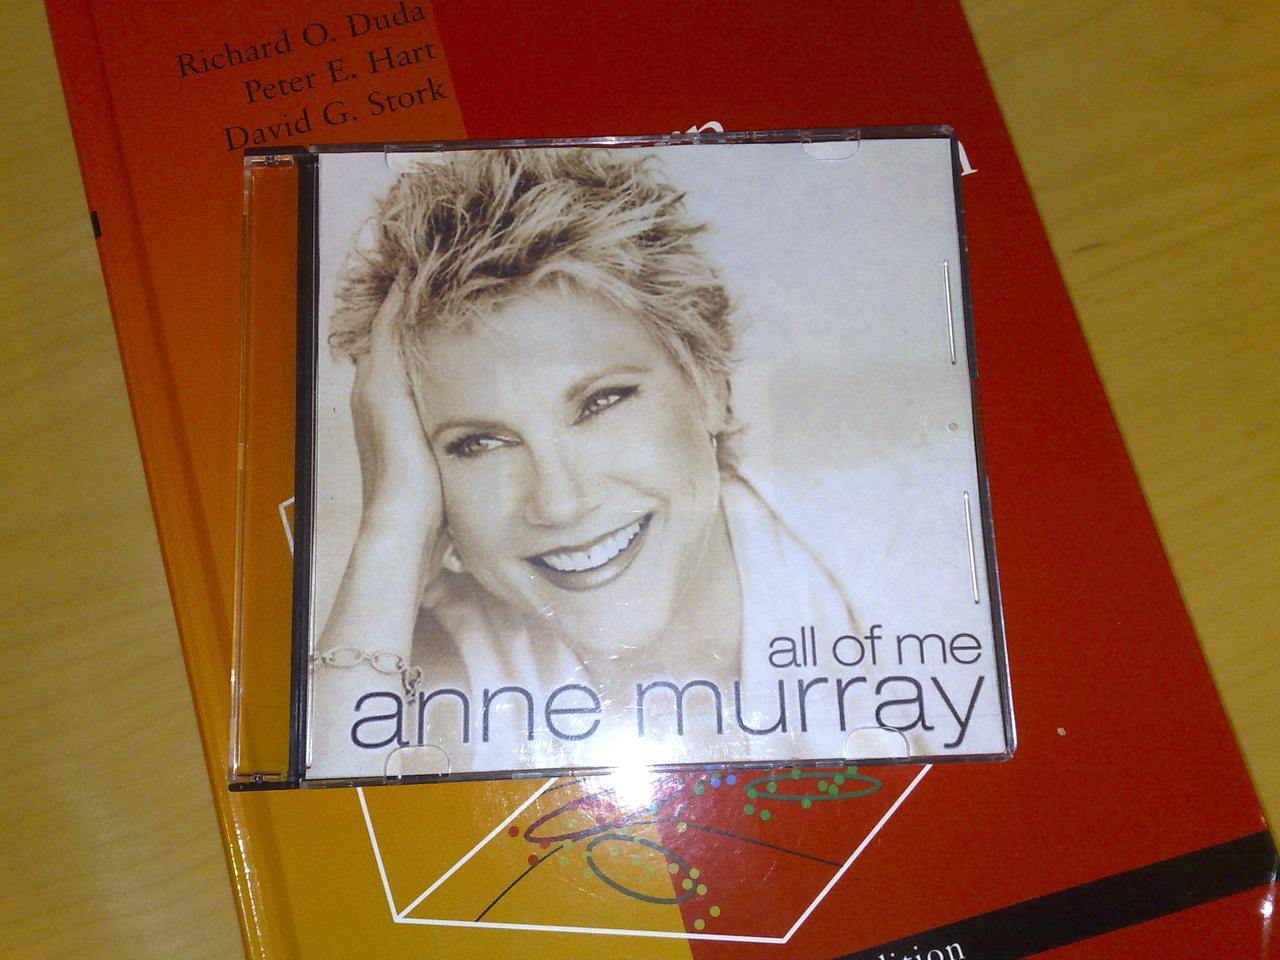 Richard O. Duda
Peter E. Hart
David G. Stork
all of me
anne murray